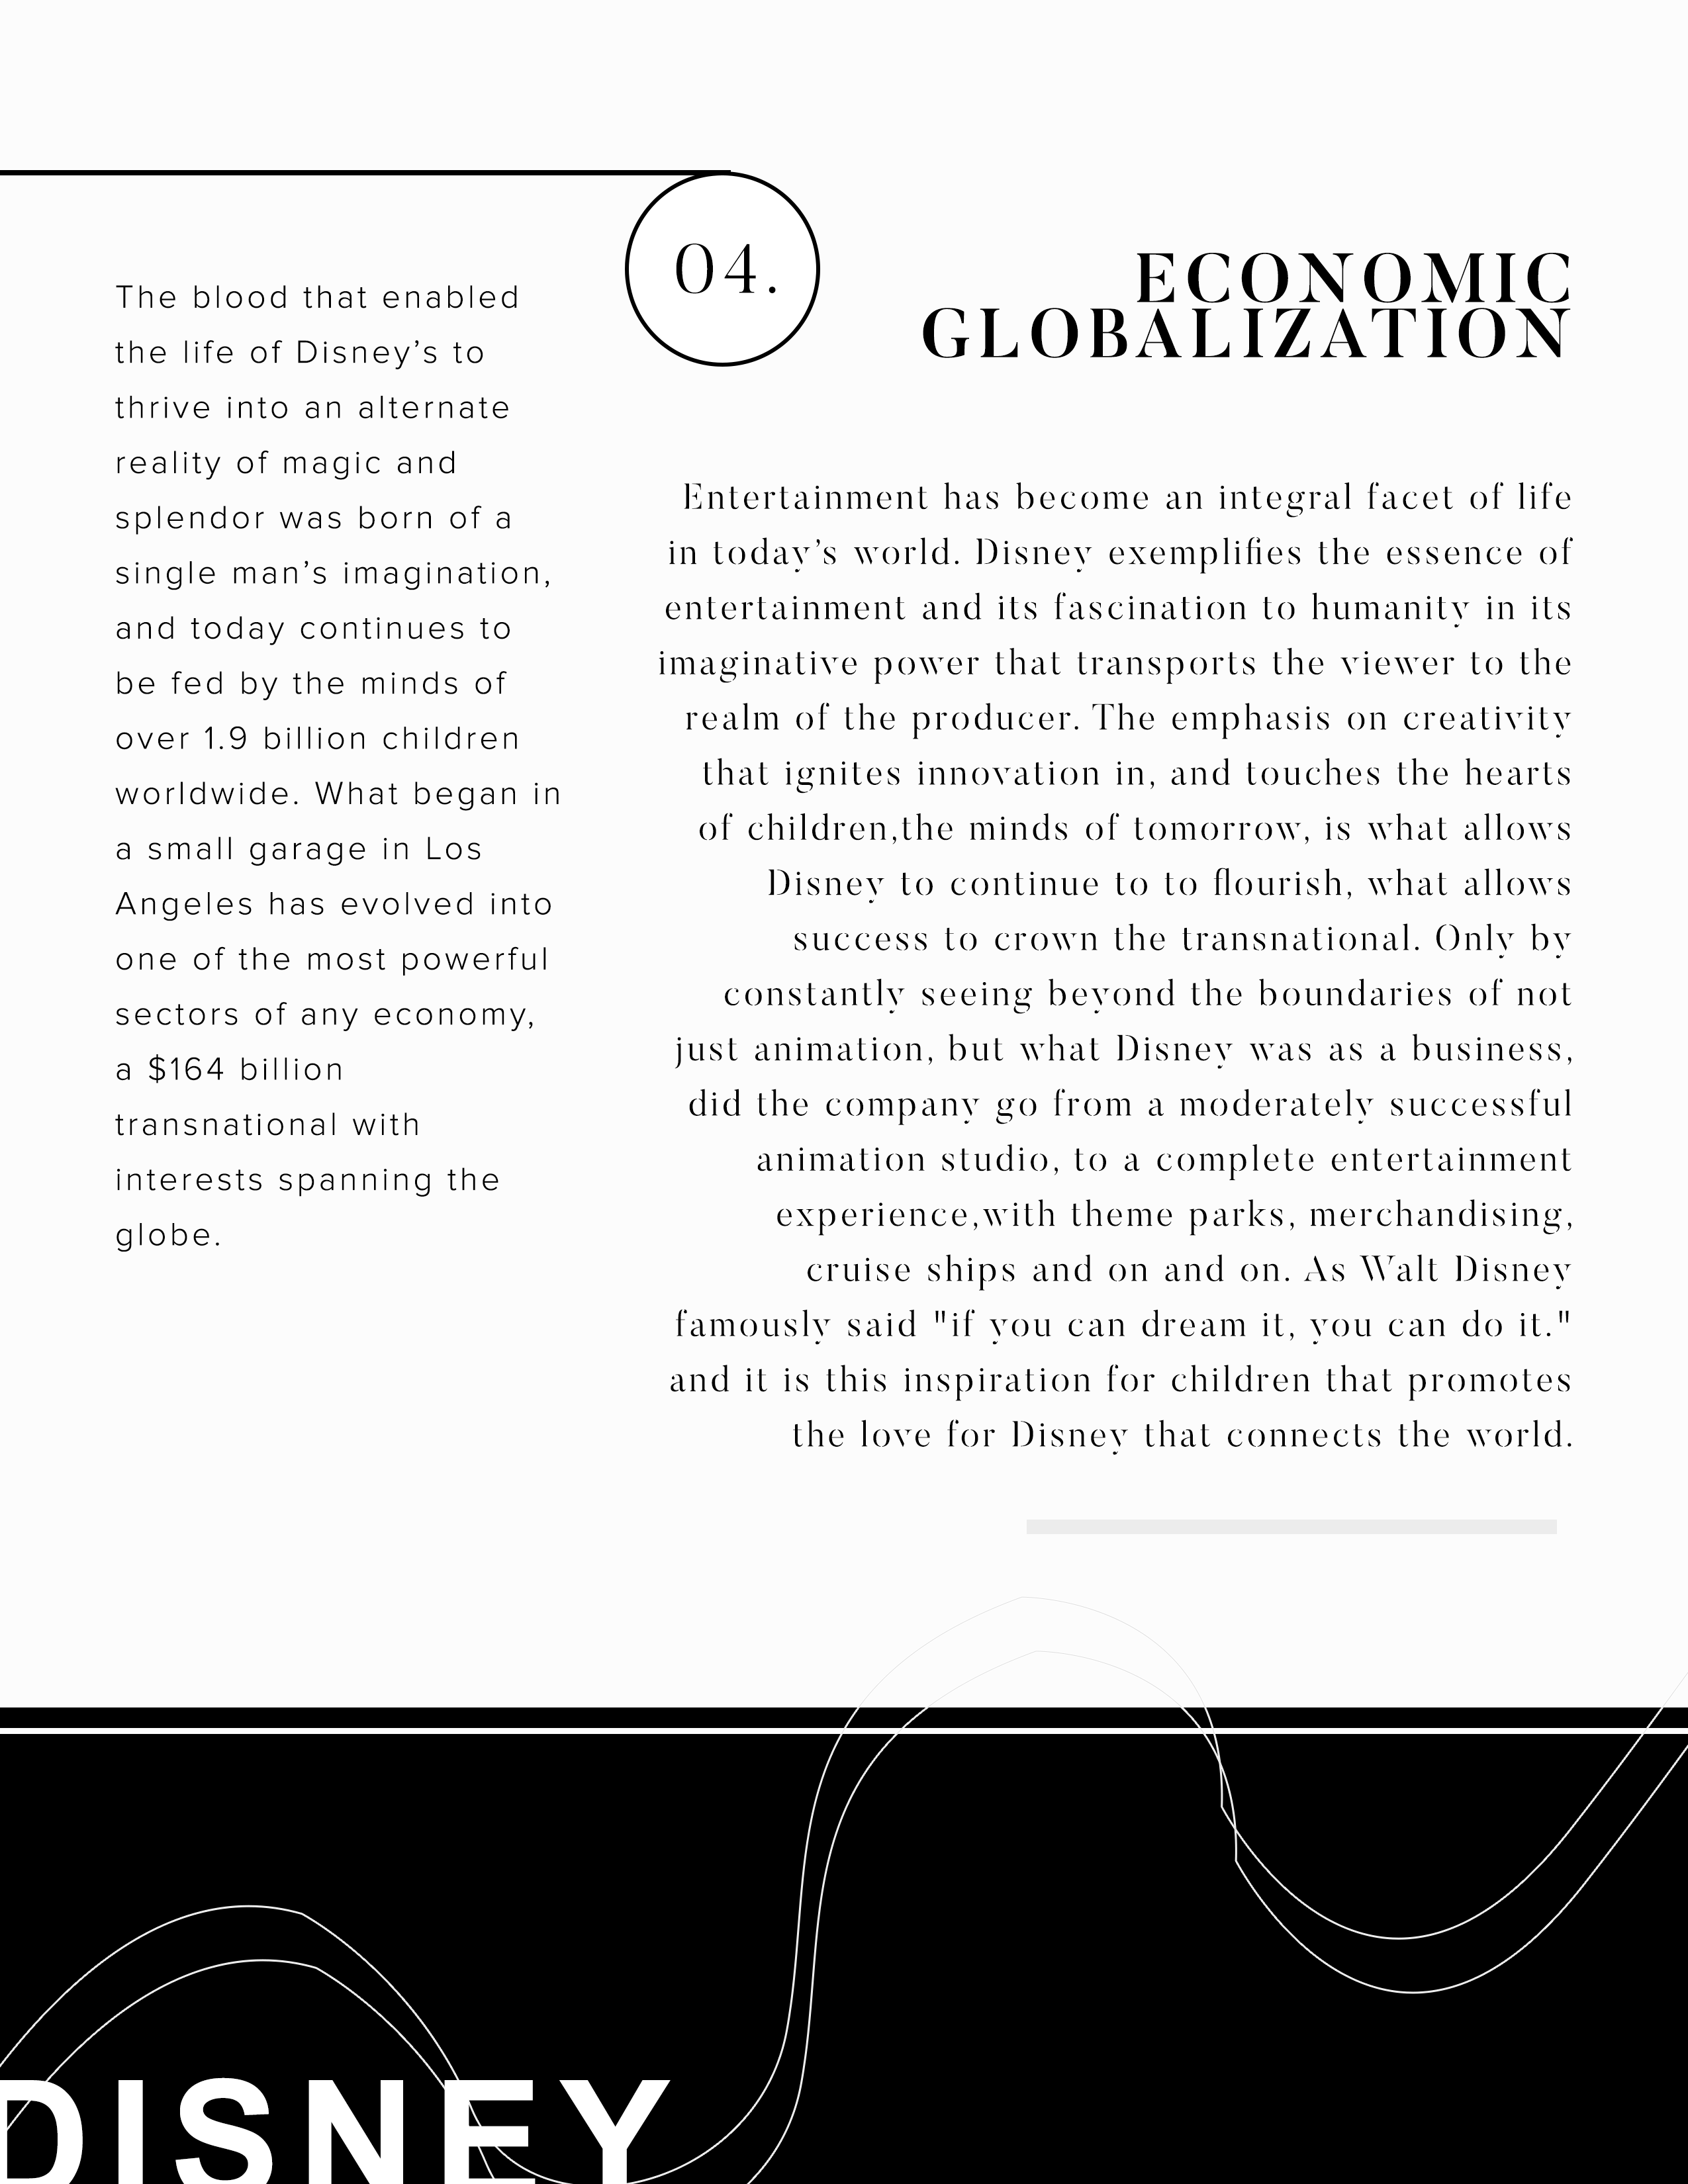 04.
ECONOMIC
GLOBALIZATION
The blood that enabled
the life of Disney’s to
thrive into an alternate
reality of magic and
splendor was born of a
single man’s imagination,
and today continues to
be fed by the minds of
over 1.9 billion children
worldwide. What began in
a small garage in Los
Angeles has evolved into
one of the most powerful
sectors of any economy,
a $164 billion
transnational with
interests spanning the
globe.
Entertainment has become an integral facet of life
in today’s world. Disney exemplifies the essence of
entertainment and its fascination to humanity in its
imaginative power that transports the viewer to the
realm of the producer. The emphasis on creativity
that ignites innovation in, and touches the hearts
of children,the minds of tomorrow, is what allows
Disney to continue to to flourish, what allows
success to crown the transnational. Only by
constantly seeing beyond the boundaries of not
just animation, but what Disney was as a business,
did the company go from a moderately successful
animation studio, to a complete entertainment
experience,with theme parks, merchandising,
cruise ships and on and on. As Walt Disney
famously said "if you can dream it, you can do it."
and it is this inspiration for children that promotes
the love for Disney that connects the world.
DISNEY